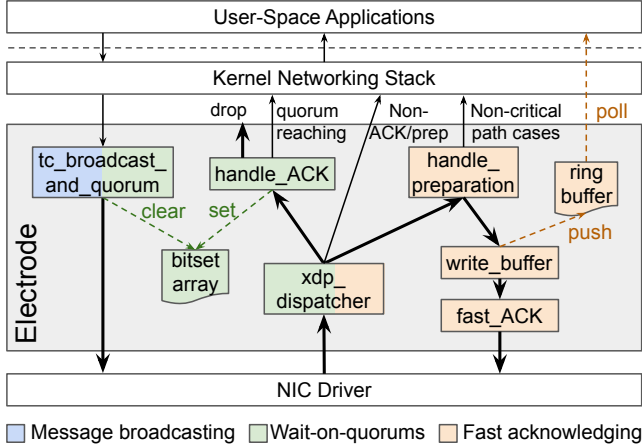 User-Space Applications
Kernel Networking Stack
drop
quorum
reaching
Non-
ACK/prep
Non-critical
path cases
poll
tc_broadcast_
and_quorum
handle_ACK
handle_
preparation
ring
buffer
clear
set
push
bitset
array
xdp_
dispatcher
write_buffer
fast_ACK
Electrode
NIC Driver
Message broadcasting
Wait-on-quorums
Fast acknowledging